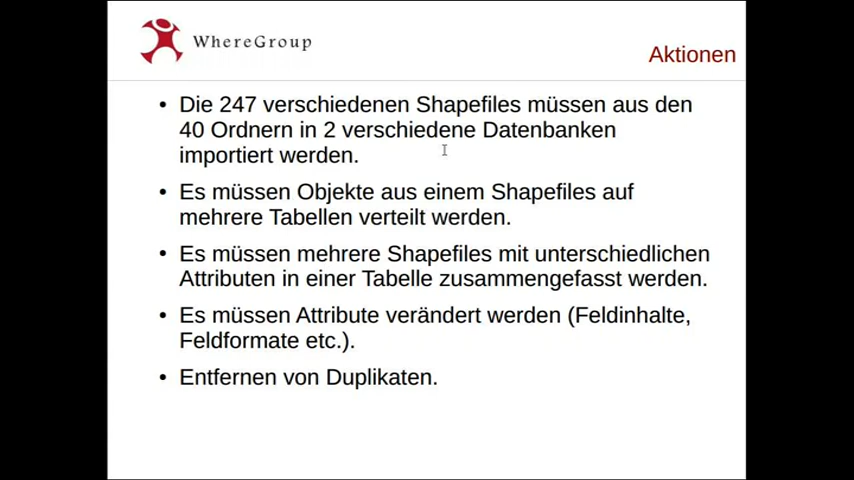 WhereGroup
Aktionen
• Die 247 verschiedenen Shapefiles müssen aus den
40 Ordnern in 2 verschiedene Datenbanken
importiert werden.
• Es müssen Objekte aus einem Shapefiles auf
mehrere Tabellen verteilt werden.
• Es müssen mehrere Shapefiles mit unterschiedlichen
Attributen in einer Tabelle zusammengefasst werden.
• Es müssen Attribute verändert werden (Feldinhalte,
Feldformate etc.).
• Entfernen von Duplikaten.